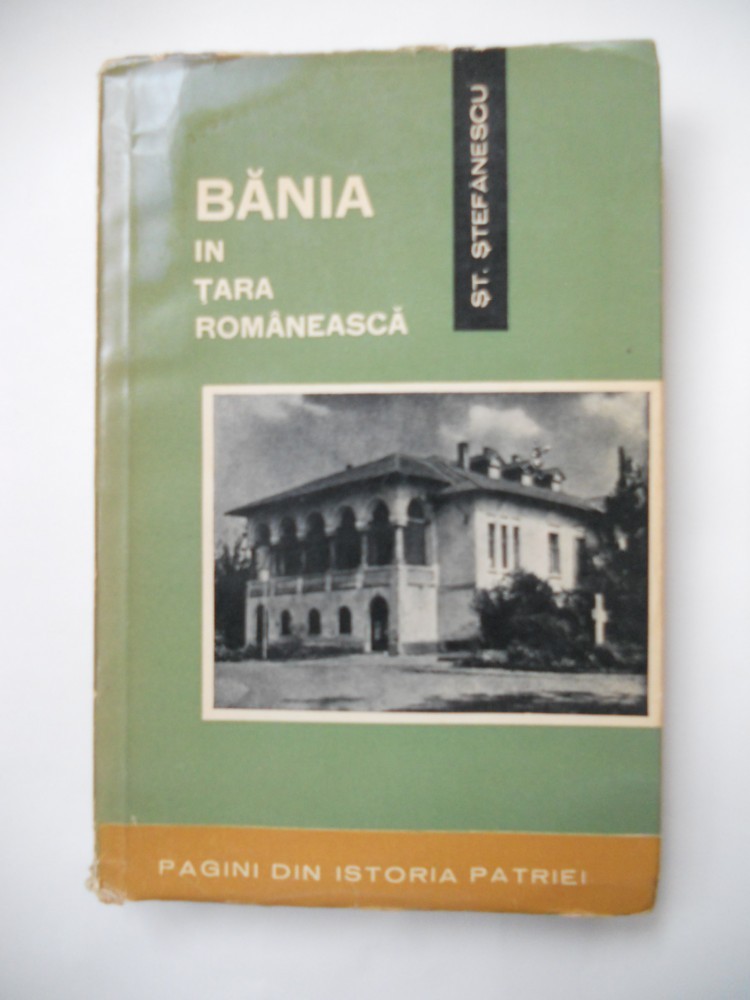 BĂNIA
IN
ȚARA
ROMÂNEASCĂ
ȘT. ȘTEFĂNESCU
PAGINI DIN ISTORIA PATRIEI